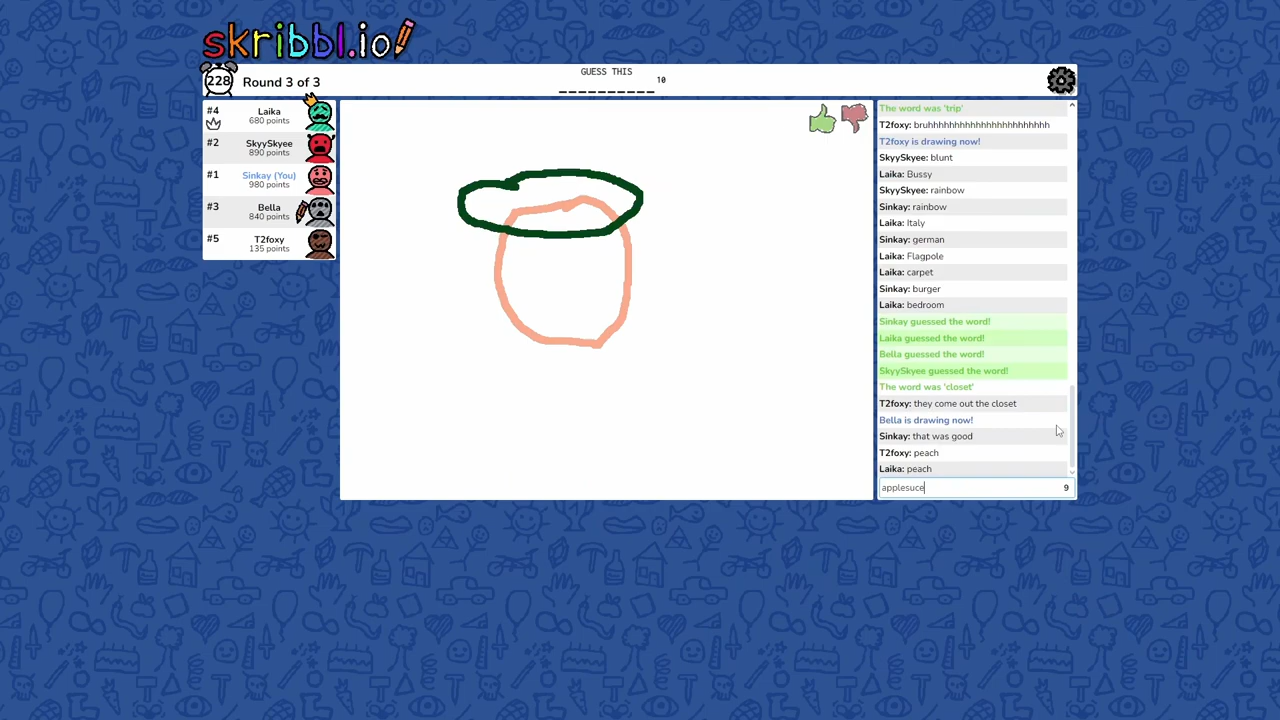 skribbl.io
228
Round 3 of 3
GUESS THIS
__________ 10
#4 Laika
680 points
#2 SkyySkyee
890 points
#1 Sinkay (You)
980 points
#3 Bella
840 points
#5 T2foxy
135 points
The word was 'trip'
T2foxy: bruhhhhhhhhhhhhhhhhhhhhhhh
T2foxy is drawing now!
SkyySkyee: blunt
Laika: Bussy
SkyySkyee: rainbow
Sinkay: rainbow
Laika: Italy
Sinkay: german
Laika: Flagpole
Laika: carpet
Sinkay: burger
Laika: bedroom
Sinkay guessed the word!
Laika guessed the word!
Bella guessed the word!
SkyySkyee guessed the word!
The word was 'closet'
T2foxy: they come out the closet
Bella is drawing now!
Sinkay: that was good
T2foxy: peach
Laika: peach
applesuce 9